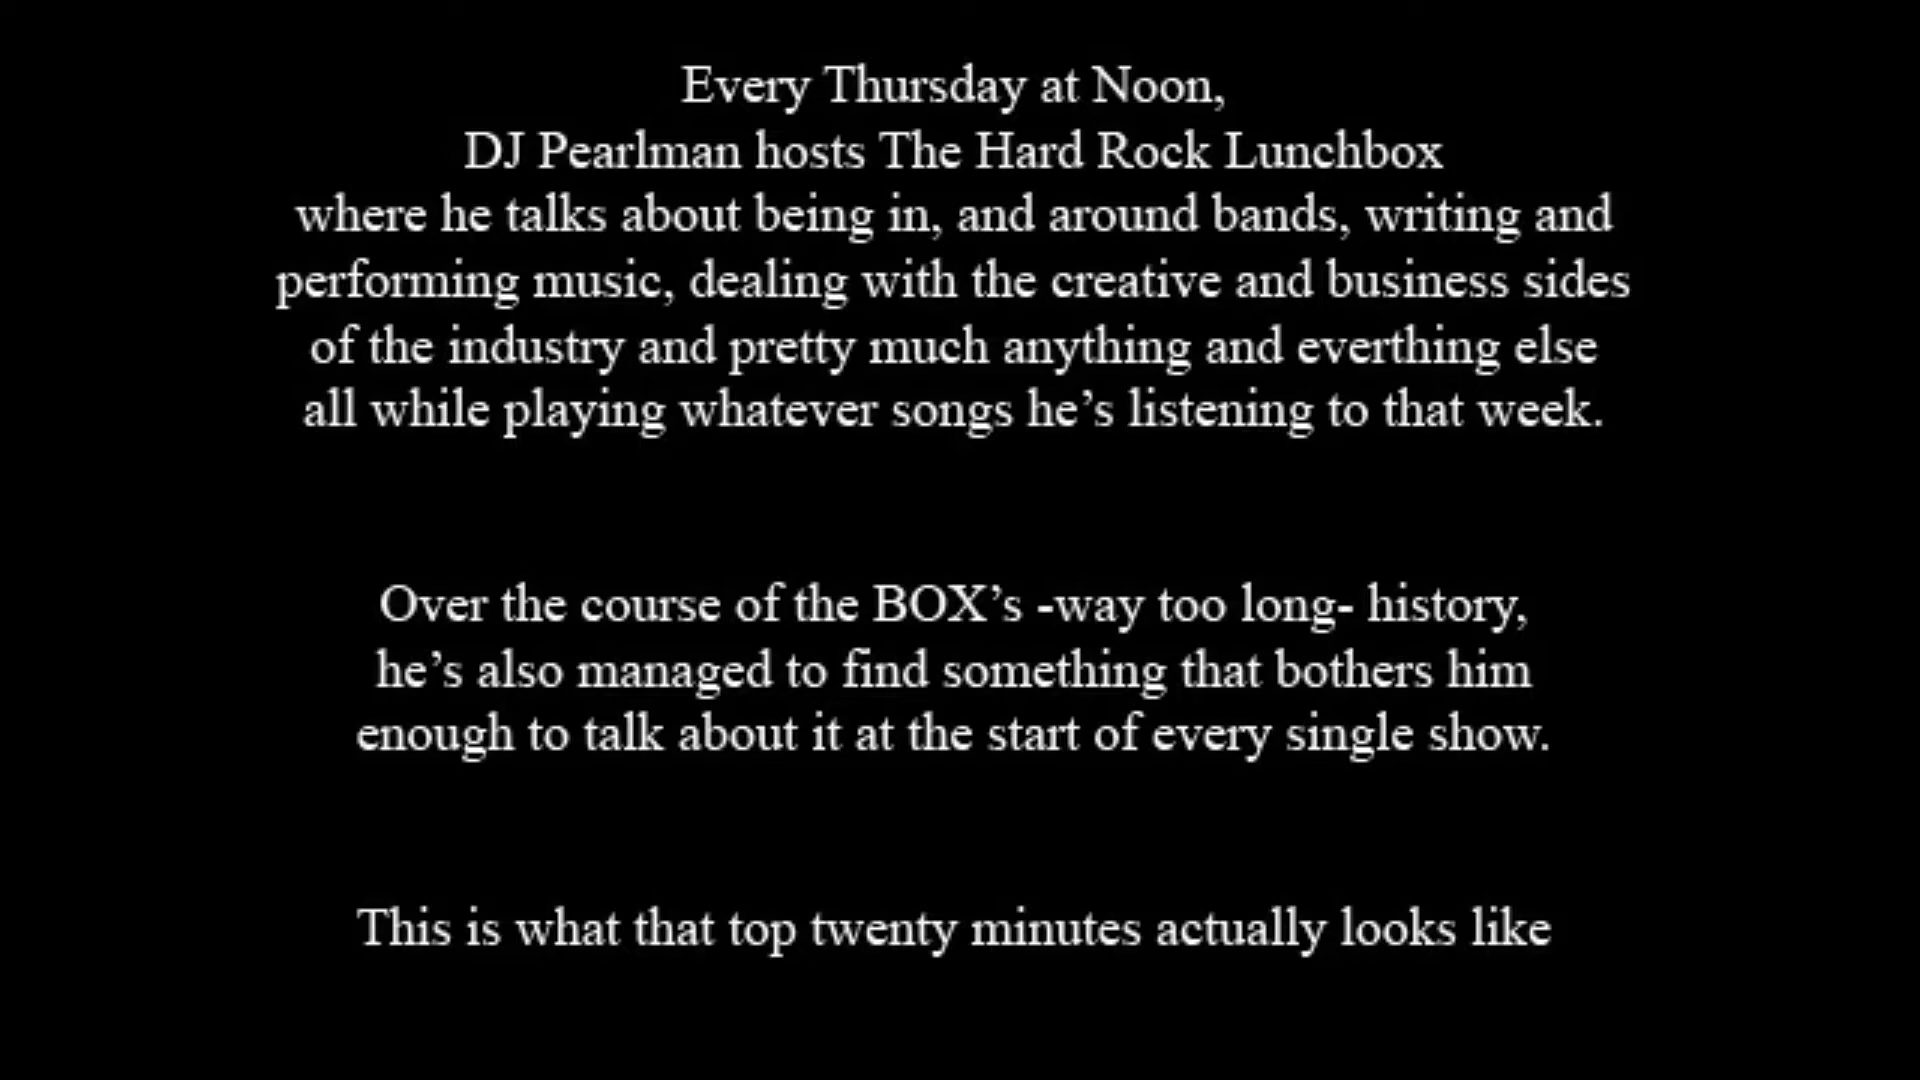 Every Thursday at Noon,
DJ Pearlman hosts The Hard Rock Lunchbox
where he talks about being in, and around bands, writing and
performing music, dealing with the creative and business sides
of the industry and pretty much anything and everthing else
all while playing whatever songs he’s listening to that week.
Over the course of the BOX’s -way too long- history,
he’s also managed to find something that bothers him
enough to talk about it at the start of every single show.
This is what that top twenty minutes actually looks like